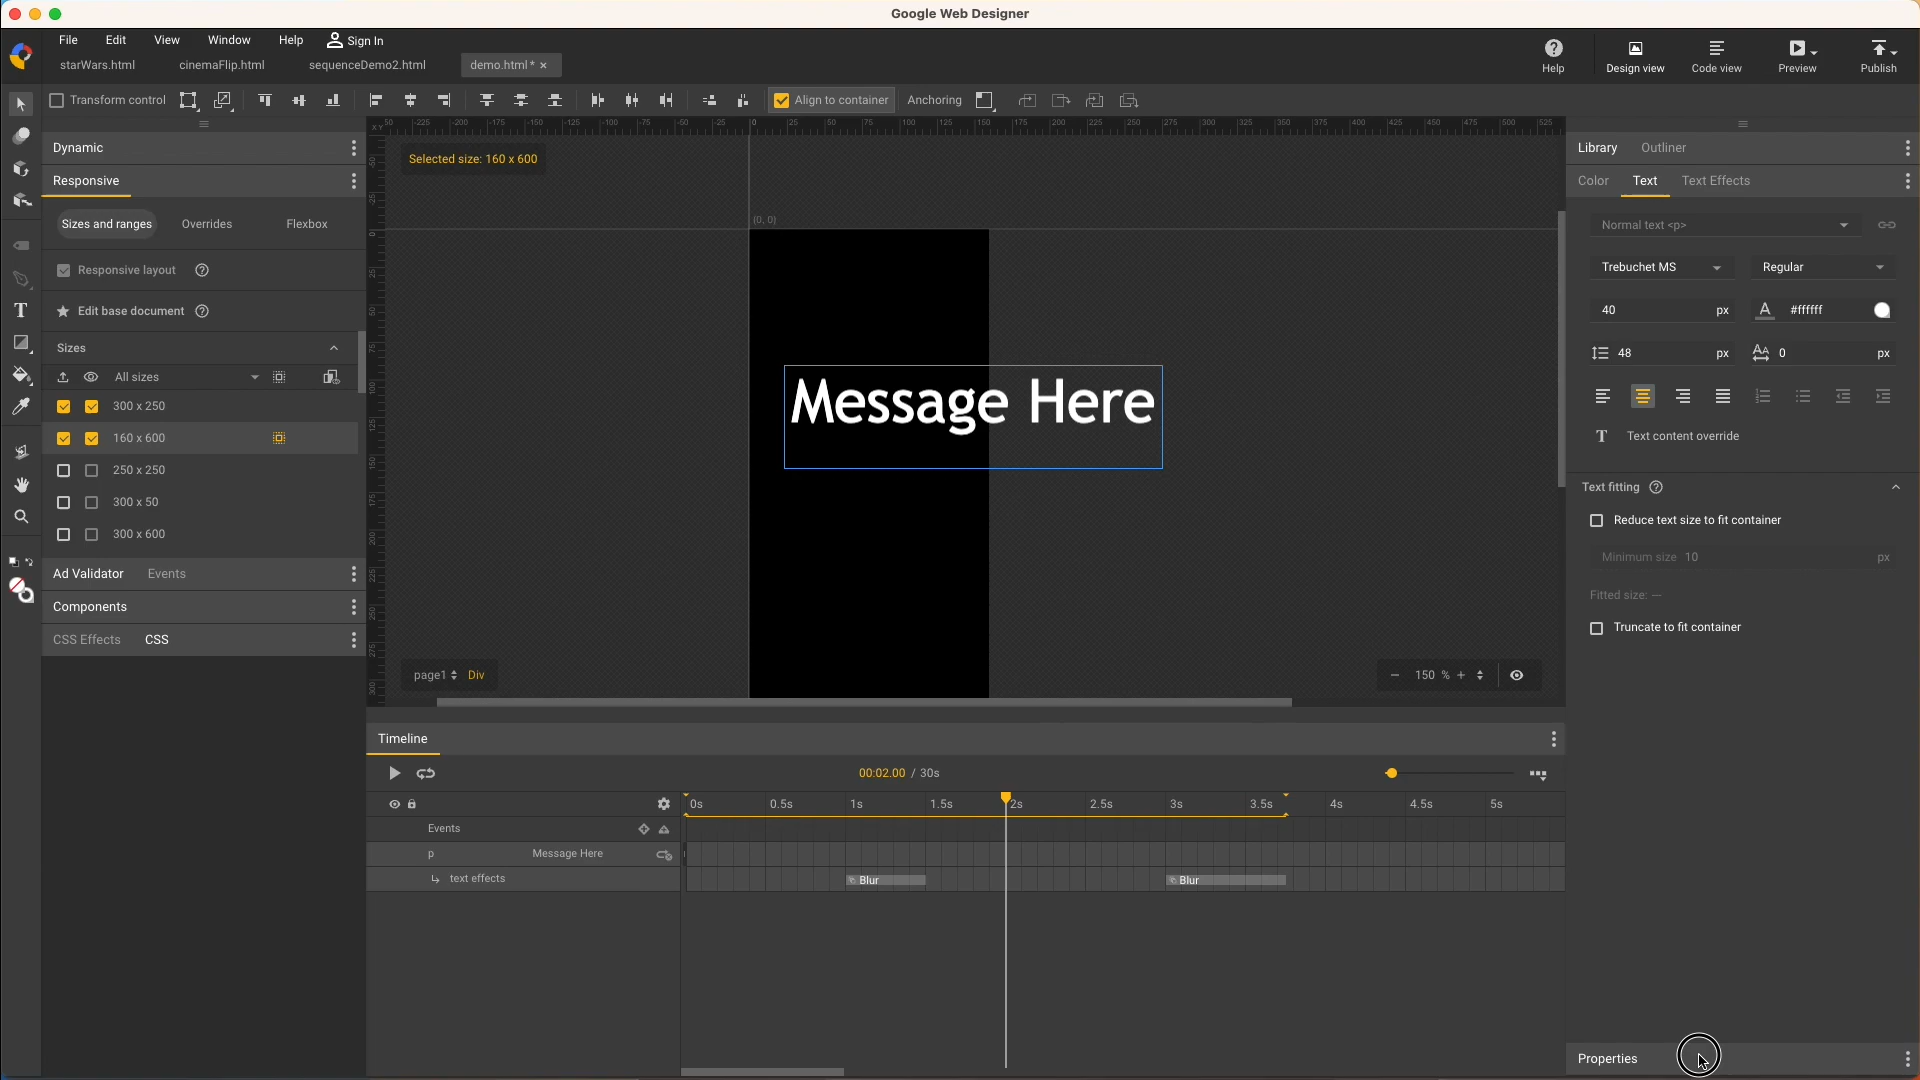 Google Web Designer
File Edit View Window Help Sign In
starWars.html cinemaFlip.html sequenceDemo2.html demo.html* ×
Help Design view Code view Preview Publish
Transform control Align to container Anchoring
Dynamic
Responsive
Sizes and ranges Overrides Flexbox
Responsive layout
Edit base document
Sizes
All sizes
300 x 250
160 x 600
250 x 250
300 x 50
300 x 600
Ad Validator Events
Components
CSS Effects CSS
Selected size: 160 x 600
(0, 0)
Message Here
page1 Div
150 %
Library Outliner
Color Text Text Effects
Normal text <p>
Trebuchet MS Regular
40 px #ffffff
48 px 0 px
Text content override
Text fitting
Reduce text size to fit container
Minimum size 10 px
Fitted size: —
Truncate to fit container
Timeline
00:02.00 / 30s
0s 0.5s 1s 1.5s 2s 2.5s 3s 3.5s 4s 4.5s 5s
Events
p Message Here
text effects Blur Blur
Properties